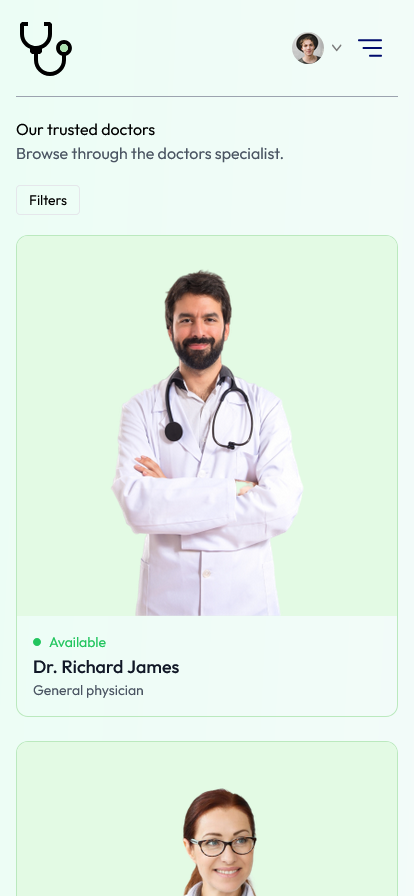 Our trusted doctors
Browse through the doctors specialist.
Filters
Available
Dr. Richard James
General physician